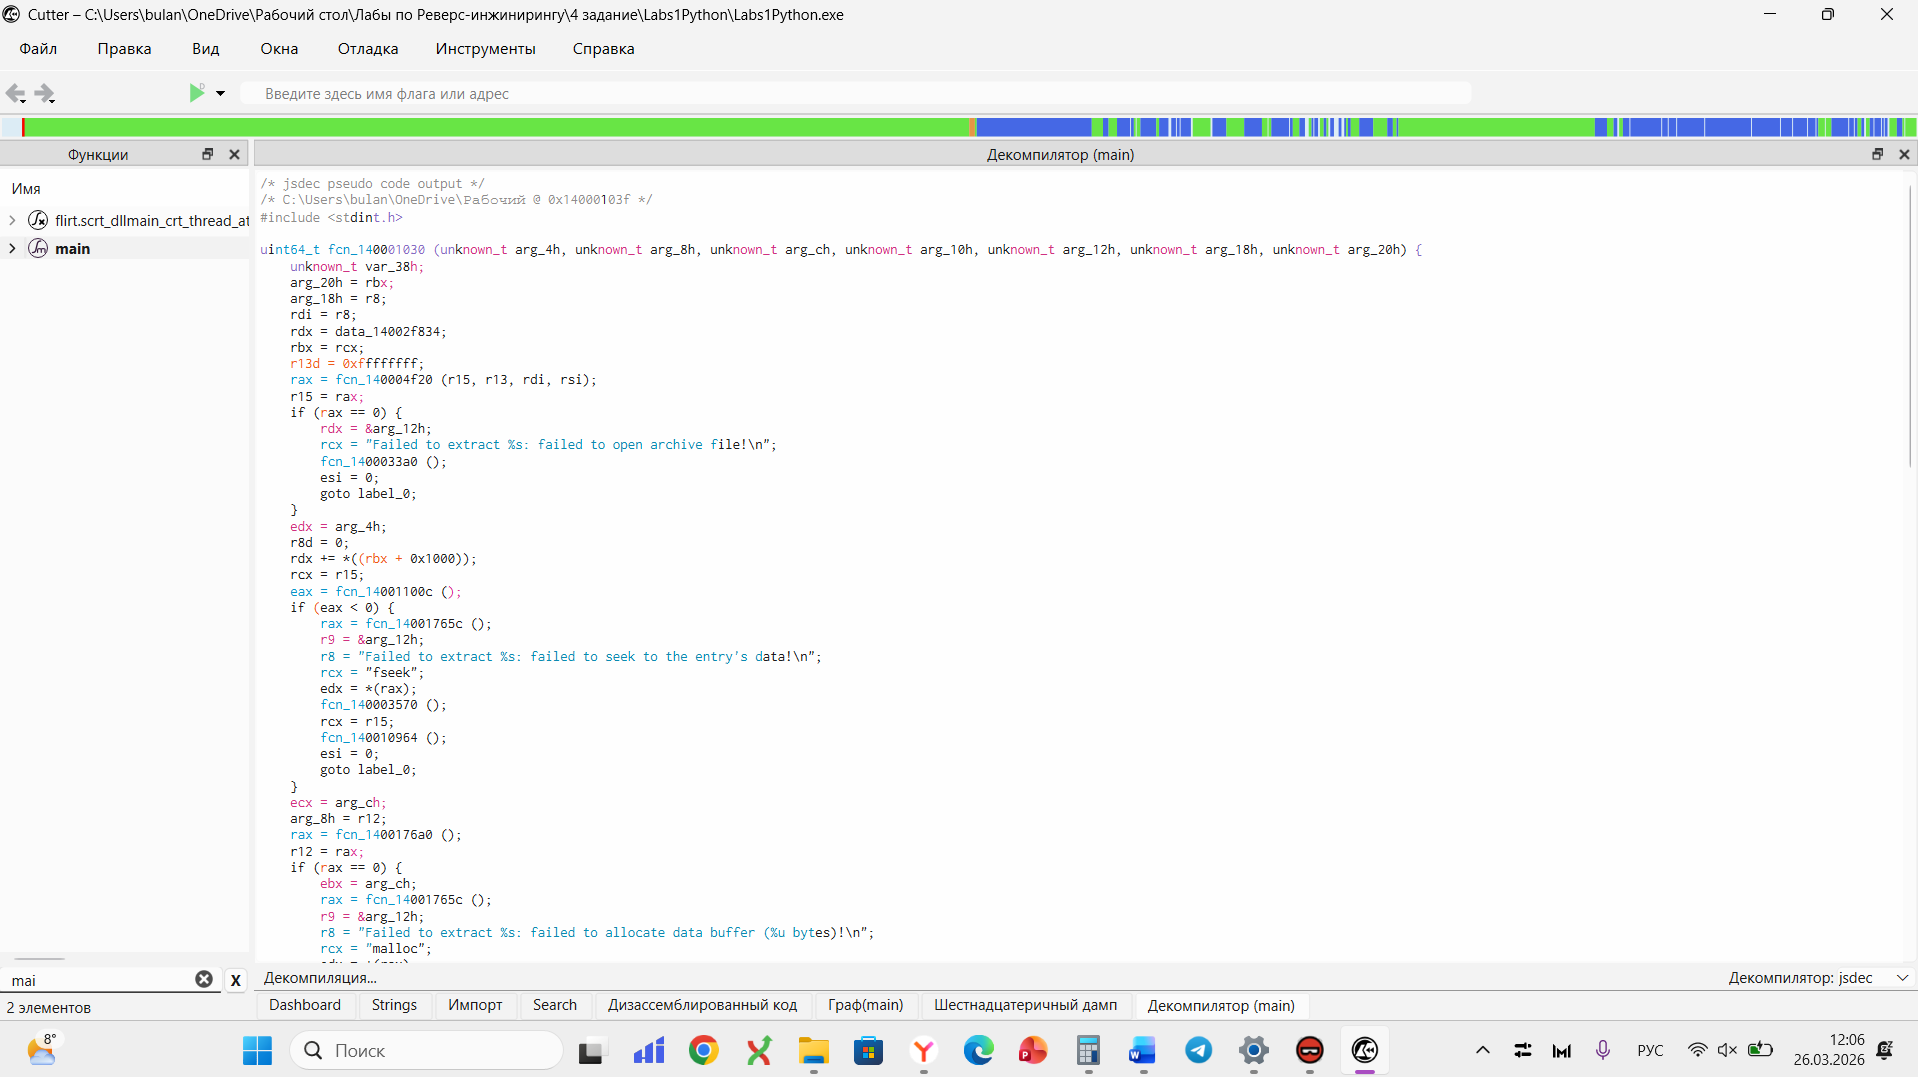 Cutter – C:\Users\bulan\OneDrive\Рабочий стол\Лабы по Реверс-инжинирингу\4 задание\Labs1Python\Labs1Python.exe
Файл Правка Вид Окна Отладка Инструменты Справка
Введите здесь имя флага или адрес
Функции
Декомпилятор (main)
Имя
flirt.scrt_dllmain_crt_thread_at
main
/* jsdec pseudo code output */
/* C:\Users\bulan\OneDrive\Рабочий @ 0x14000103f */
#include <stdint.h>
uint64_t fcn_140001030 (unknown_t arg_4h, unknown_t arg_8h, unknown_t arg_ch, unknown_t arg_10h, unknown_t arg_12h, unknown_t arg_18h, unknown_t arg_20h) {
unknown_t var_38h;
arg_20h = rbx;
arg_18h = r8;
rdi = r8;
rdx = data_14002f834;
rbx = rcx;
r13d = 0xffffffff;
rax = fcn_140004f20 (r15, r13, rdi, rsi);
r15 = rax;
if (rax == 0) {
rdx = &arg_12h;
rcx = "Failed to extract %s: failed to open archive file!\n";
fcn_1400033a0 ();
esi = 0;
goto label_0;
}
edx = arg_4h;
r8d = 0;
rdx += *((rbx + 0x1000));
rcx = r15;
eax = fcn_14001100c ();
if (eax < 0) {
rax = fcn_14001765c ();
r9 = &arg_12h;
r8 = "Failed to extract %s: failed to seek to the entry's data!\n";
rcx = "fseek";
edx = *(rax);
fcn_140003570 ();
rcx = r15;
fcn_140010964 ();
esi = 0;
goto label_0;
}
ecx = arg_ch;
arg_8h = r12;
rax = fcn_1400176a0 ();
r12 = rax;
if (rax == 0) {
ebx = arg_ch;
rax = fcn_14001765c ();
r9 = &arg_12h;
r8 = "Failed to extract %s: failed to allocate data buffer (%u bytes)!\n";
rcx = "malloc";
mai
X
Декомпиляция...
Декомпилятор: jsdec
2 элементов
Dashboard Strings Импорт Search Дизассемблированный код Граф(main) Шестнадцатеричный дамп Декомпилятор (main)
8°
Поиск
РУС
12:06
26.03.2026